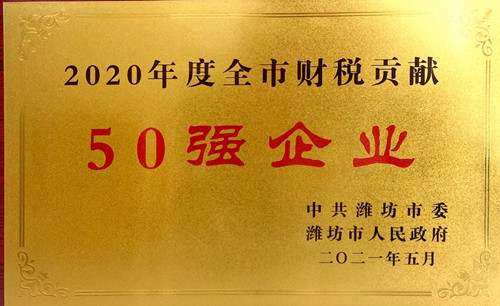 2020年度全市财税贡献
50强企业
中共潍坊市委
潍坊市人民政府
二〇二一年五月